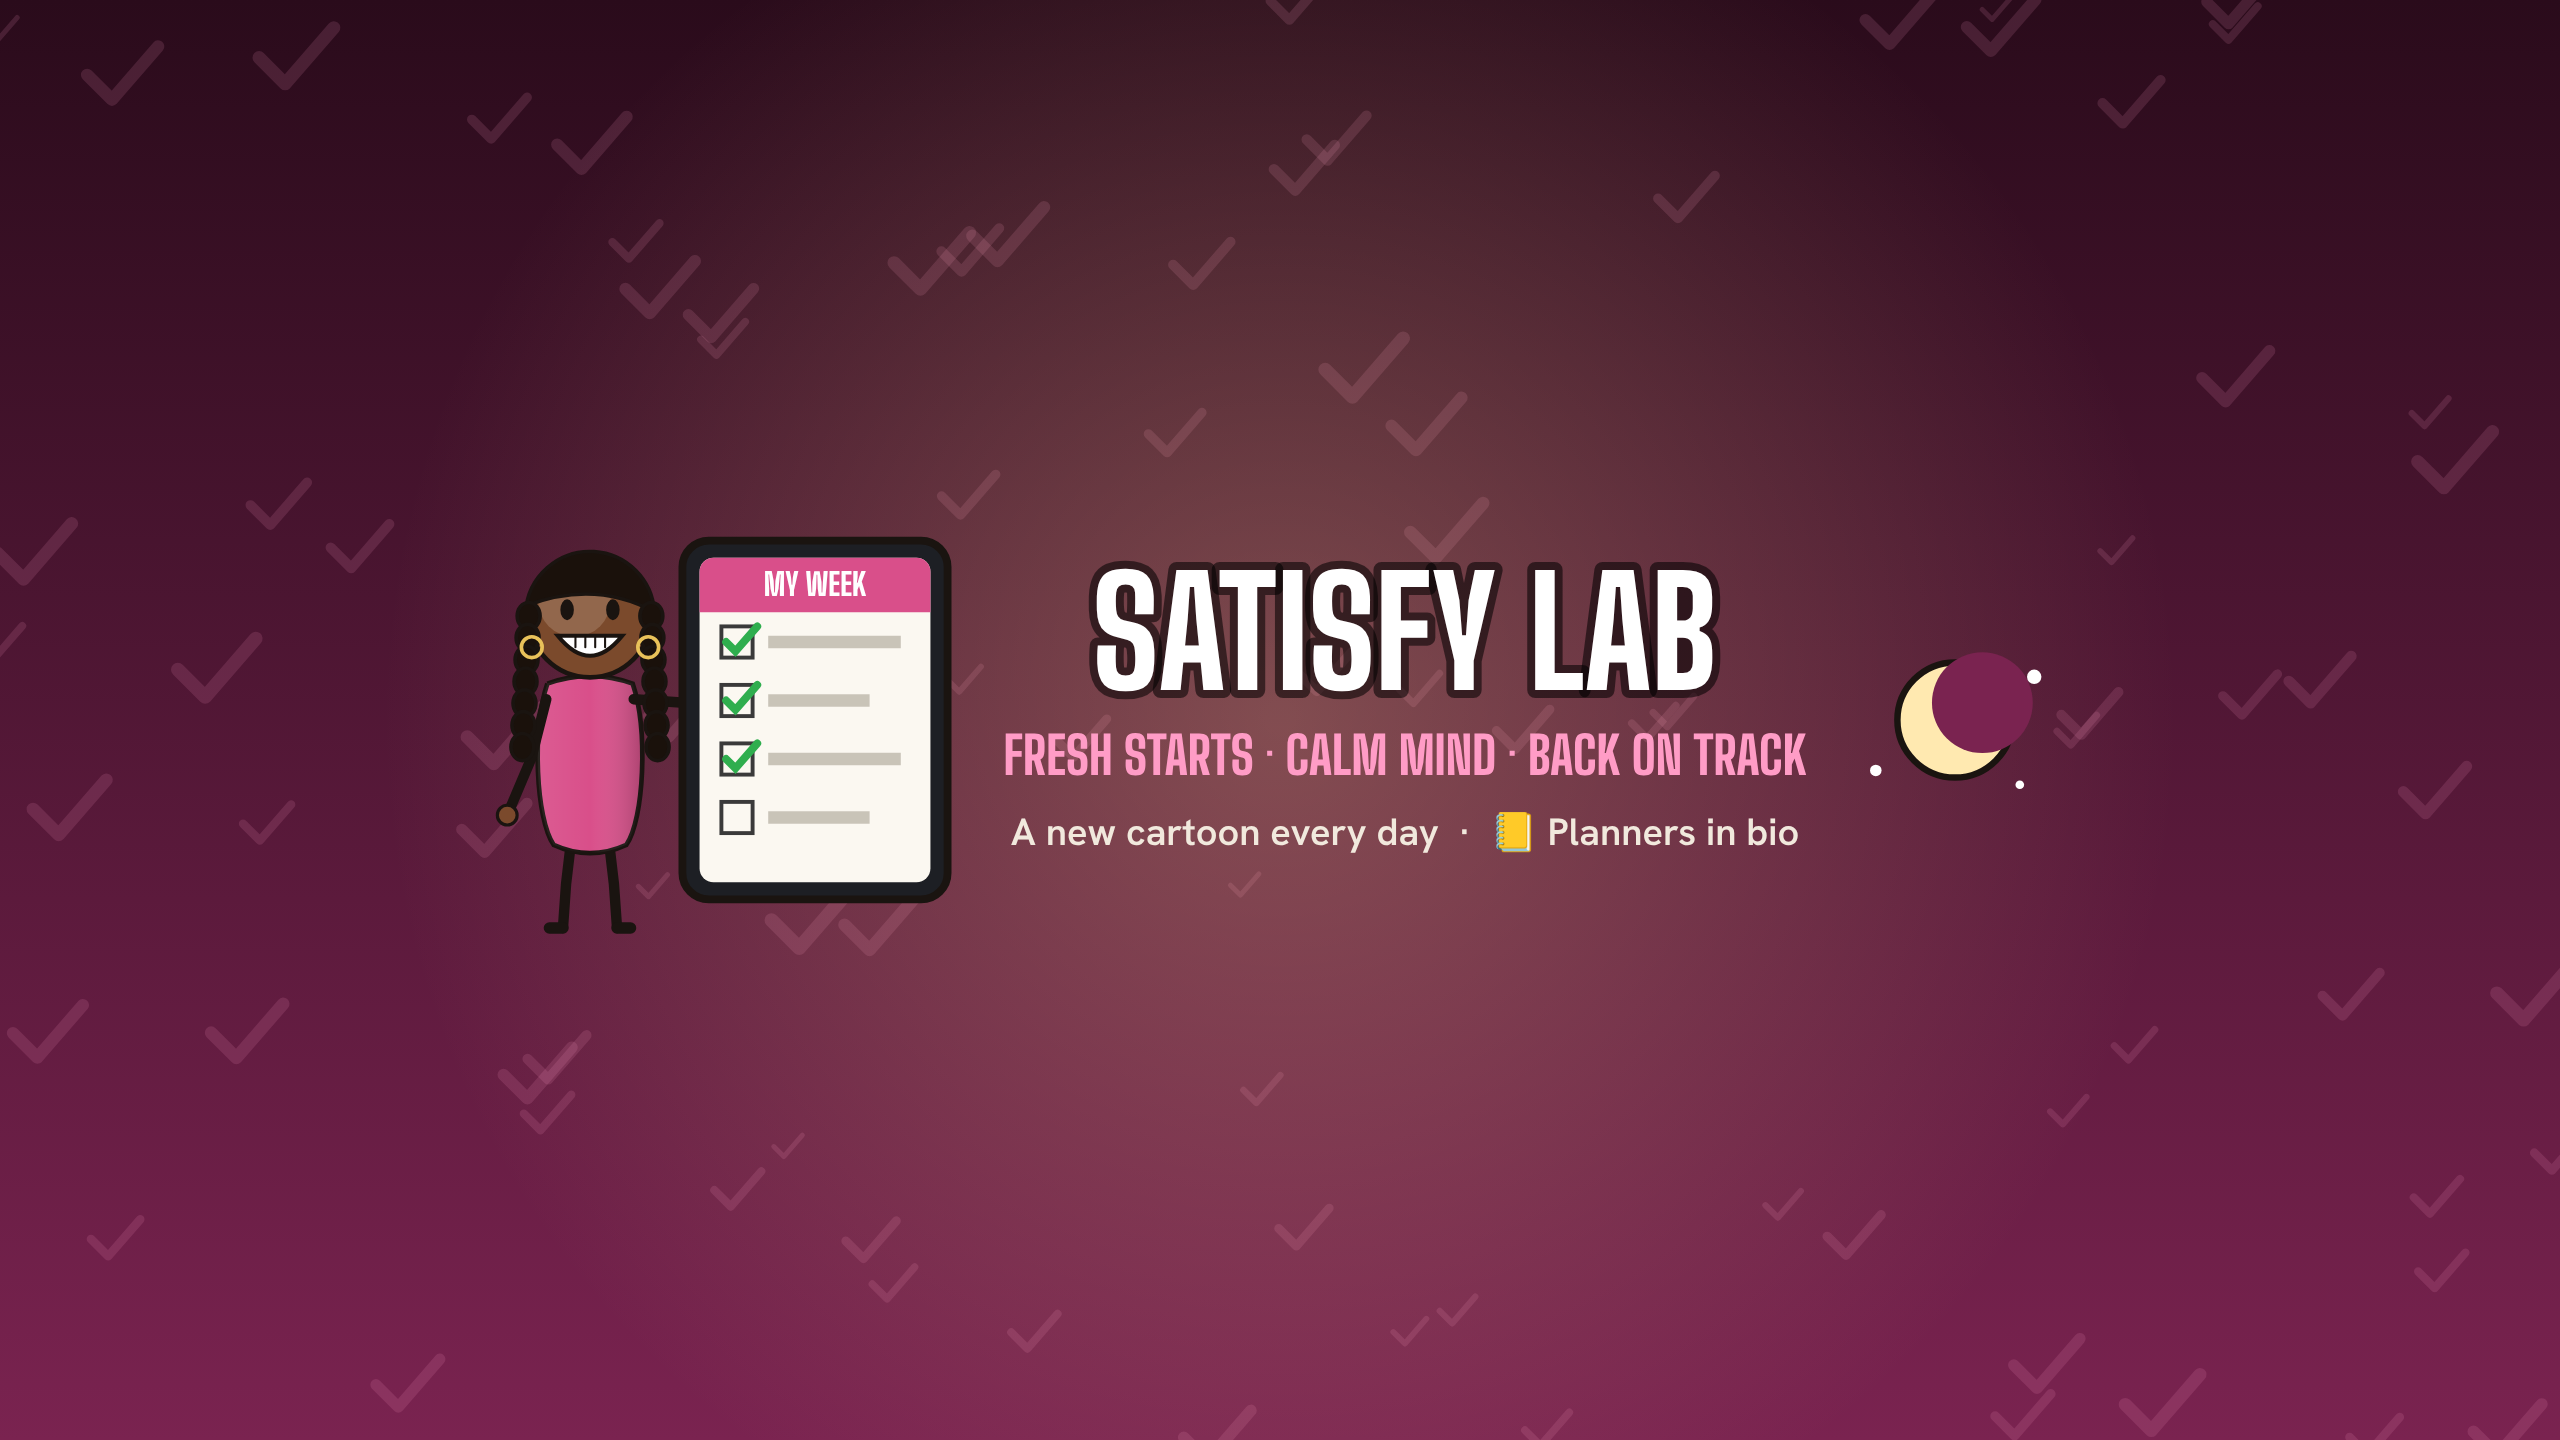 MY WEEK
SATISFY LAB
FRESH STARTS · CALM MIND · BACK ON TRACK
A new cartoon every day · 📒 Planners in bio